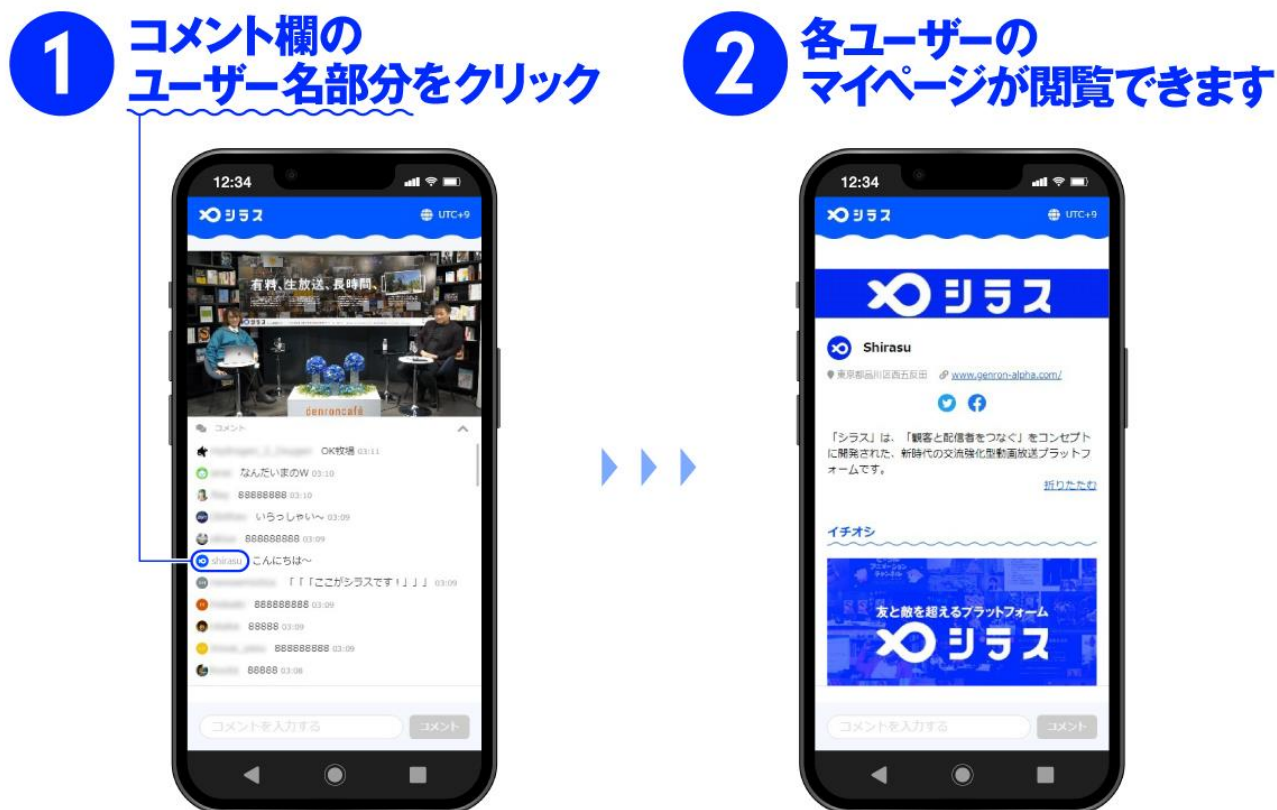 1 コメント欄の
ユーザー名部分をクリック
2 各ユーザーの
マイページが閲覧できます
12:34
シラス UTC+9
有料、生放送、長時間、
シラス
genroncafé
コメント
OK牧場 03:11
なんだいまのW 03:10
88888888 03:10
いらっしゃい〜 03:09
888888888 03:09
shirasu こんにちは〜
「「「ここがシラスです!」」」 03:09
888888888 03:09
88888 03:09
888888888 03:09
88888 03:08
コメントを入力する コメント
12:34
シラス UTC+9
シラス
Shirasu
東京都品川区西五反田 www.genron-alpha.com/
「シラス」は、「観客と配信者をつなぐ」をコンセプト
に開発された、新時代の交流強化型動画放送プラットフ
ォームです。
折りたたむ
イチオシ
友と敵を超えるプラットフォーム
シラス
コメントを入力する コメント